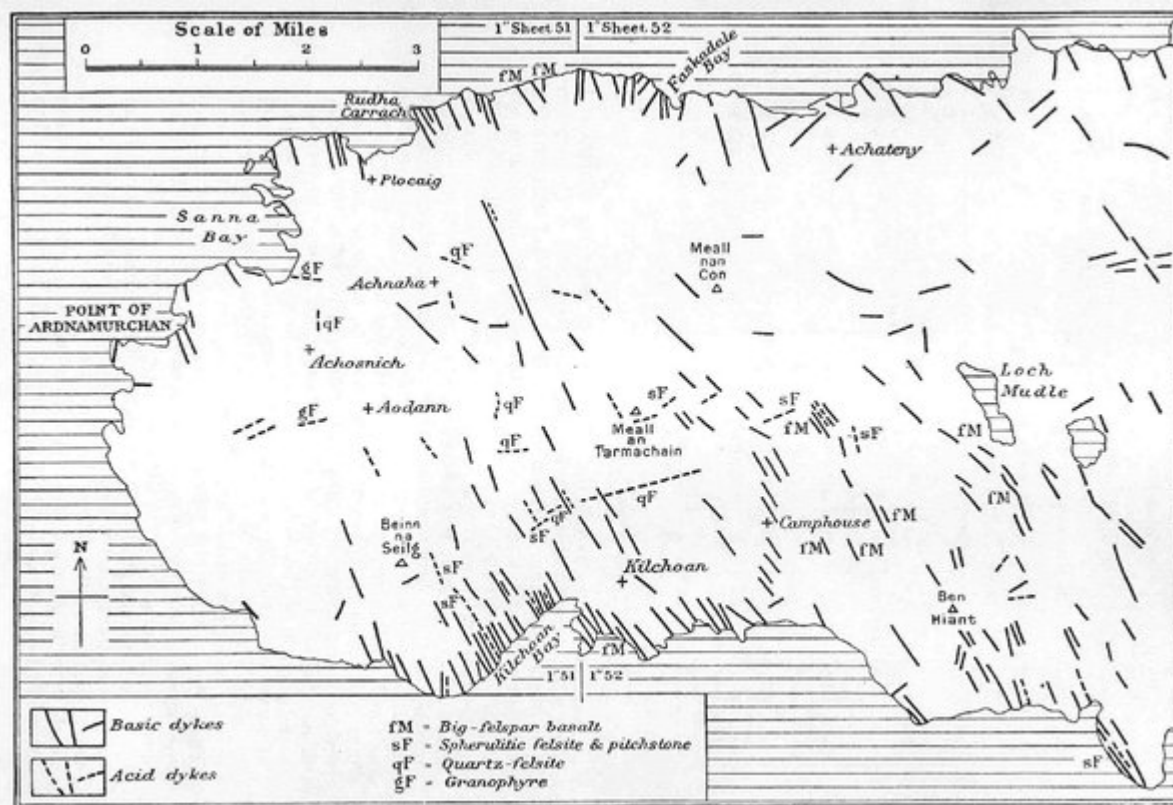 Scale of Miles
0 1 2 3
1" Sheet 51 1" Sheet 52
fM fM
Faskadale
Bay
Rudha
Carrach
+Achateny
+Plocaig
Sanna
Bay
qF
Meall
nan
Con
gF
Achnaha+
POINT OF
ARDNAMURCHAN
qF
Achosnich
Loch
Mudle
sF
sF
gF
+Aodann
qF
fM
sF
fM
Meall
an
Tarmachain
qF
fM
qF
qF
sF
+Camphouse
fM
fM
fM
N
Beinn
na
Seilg
sF
Kilchoan
sF
Ben
Hiant
Kilchoan
Bay
fM
1"51 1"52
Basic dykes
Acid dykes
fM = Big-felspar basalt
sF = Spherulitic felsite & pitchstone
qF = Quartz-felsite
gF = Granophyre
sF